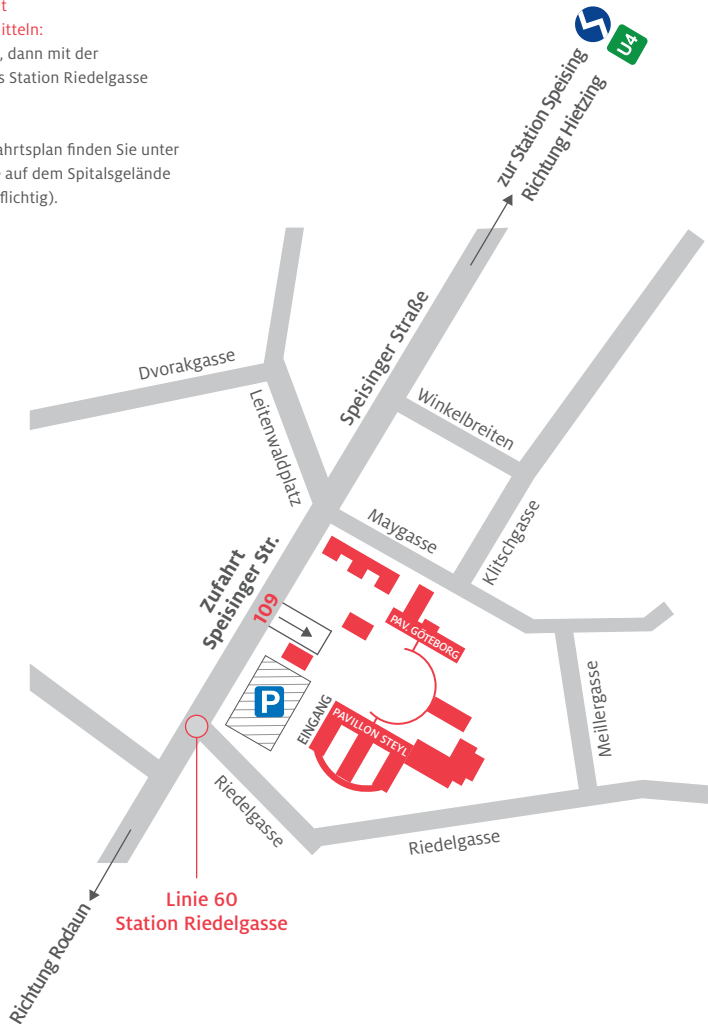 t
itteln:
, dann mit der
s Station Riedelgasse
ahrtsplan finden Sie unter
auf dem Spitalsgelände
flichtig).
U4
zur Station Speising
Richtung Hietzing
Speisinger Straße
Dvorakgasse
Leitenwaldplatz
Winkelbreiten
Maygasse
Klitschgasse
Zufahrt
Speisinger Str.
109
PAV. GÖTEBORG
P
EINGANG
PAVILLON STEYL
Meillergasse
Riedelgasse
Riedelgasse
Linie 60
Station Riedelgasse
Richtung Rodaun